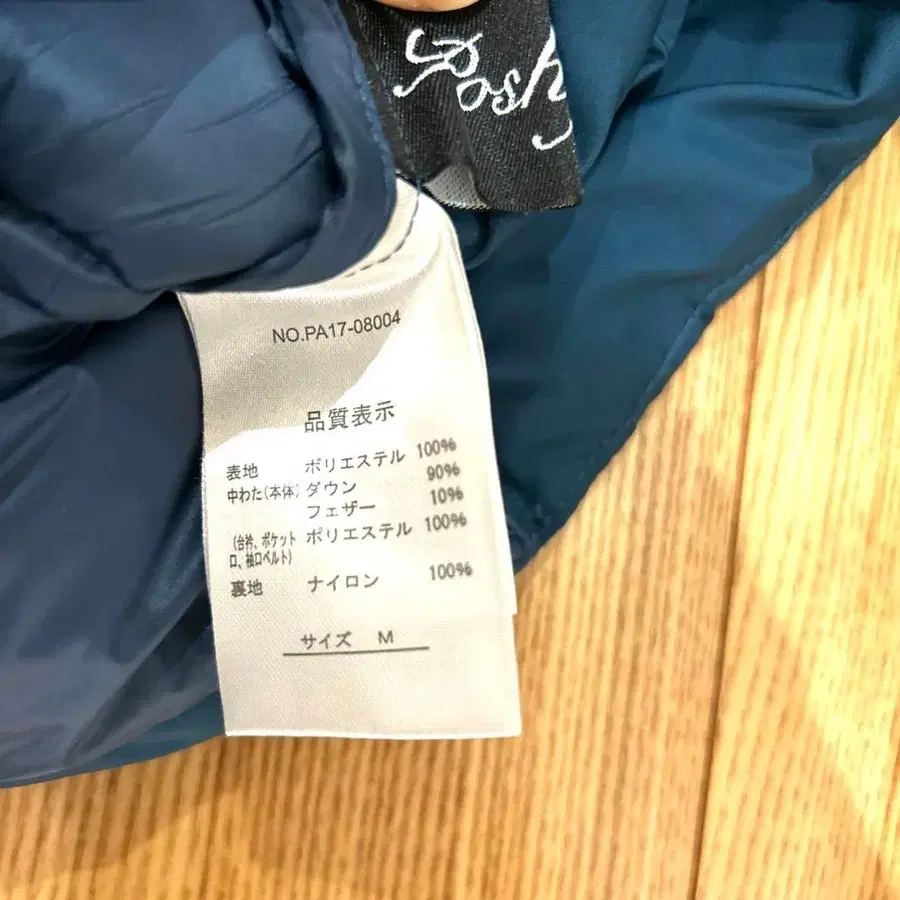 Posh
NO.PA17-08004
品質表示
表地 ポリエステル 100%
中わた(本体) ダウン 90%
フェザー 10%
(台衿、ポケット
口、袖口ベルト) ポリエステル 100%
裏地 ナイロン 100%
サイズ M